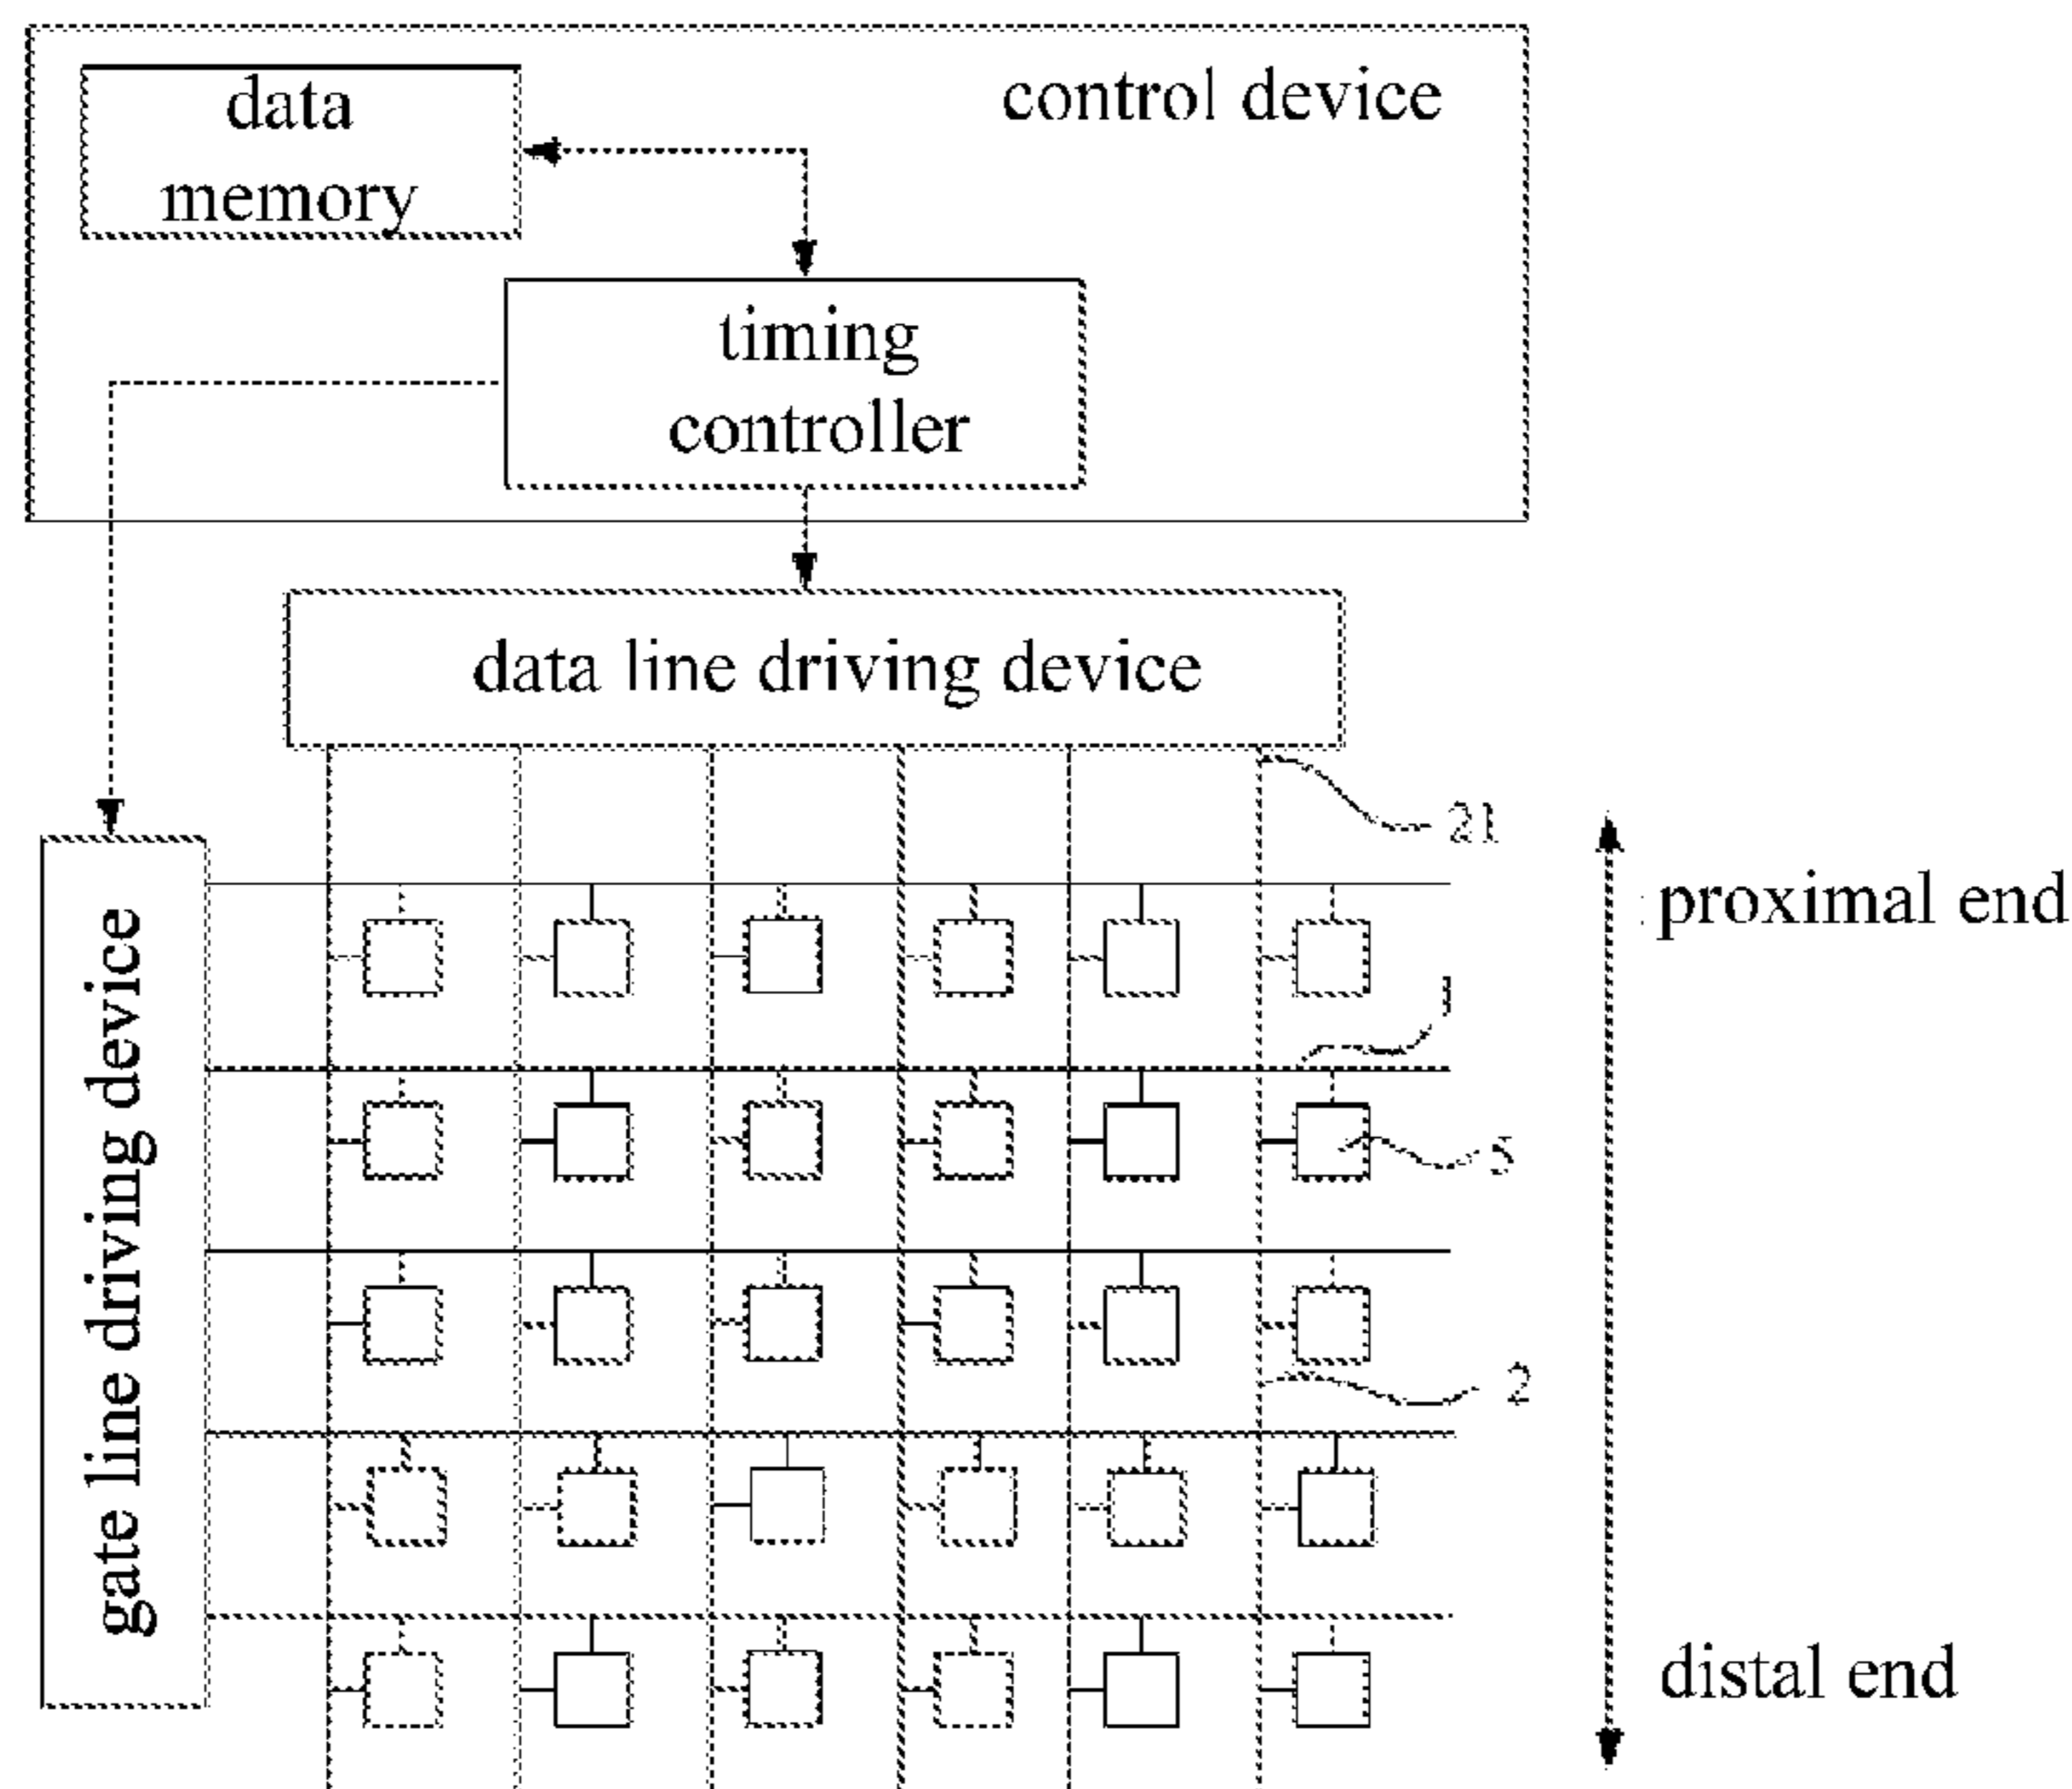 control device
data
memory
timing
controller
data line driving device
21
proximal end
gate line driving device
1
5
2
distal end